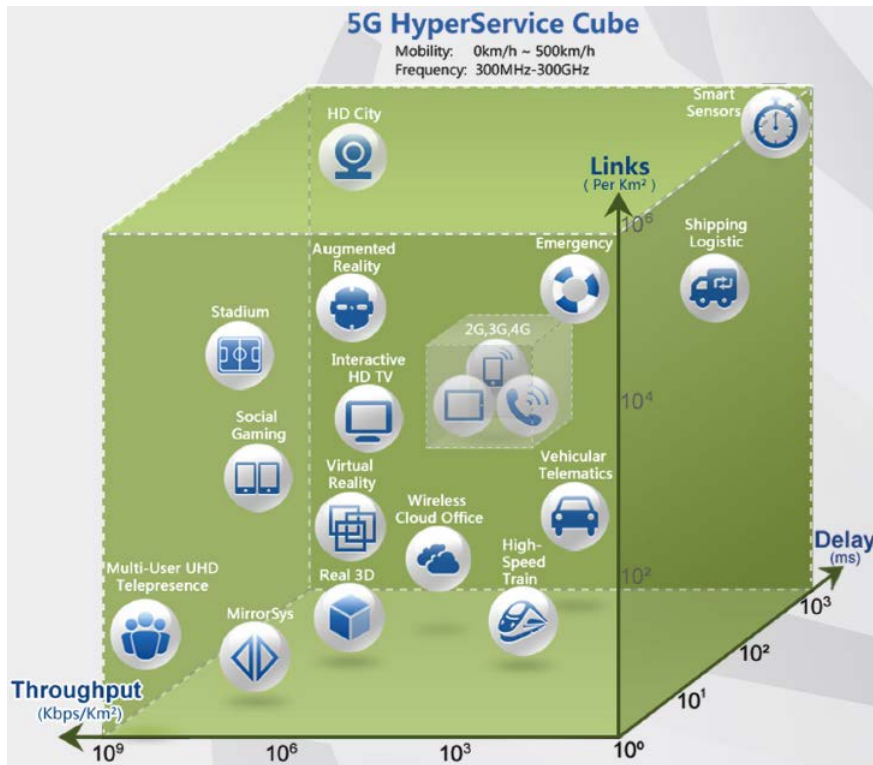 5G HyperService Cube
Mobility: 0km/h ~ 500km/h
Frequency: 300MHz-300GHz
Smart
Sensors
HD City
Links
( Per Km² )
10⁶
Shipping
Logistic
Emergency
Augmented
Reality
Stadium
2G,3G,4G
Interactive
HD TV
10⁴
Social
Gaming
Vehicular
Telematics
Virtual
Reality
Wireless
Cloud Office
High-
Speed
Train
Delay
(ms)
Multi-User UHD
Telepresence
Real 3D
10²
10³
MirrorSys
10²
10¹
Throughput
(Kbps/Km²)
10⁹
10⁶
10³
10⁰